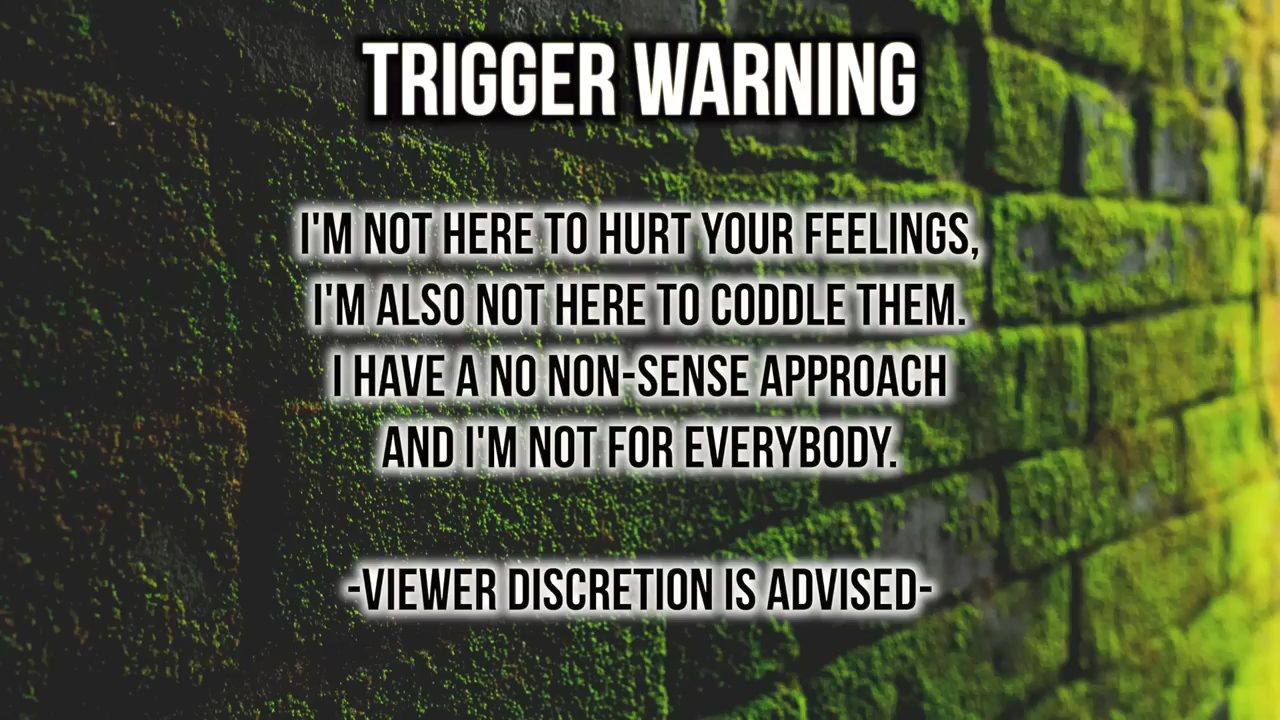 TRIGGER WARNING
I'M NOT HERE TO HURT YOUR FEELINGS,
I'M ALSO NOT HERE TO CODDLE THEM.
I HAVE A NO NON-SENSE APPROACH
AND I'M NOT FOR EVERYBODY.
-VIEWER DISCRETION IS ADVISED-